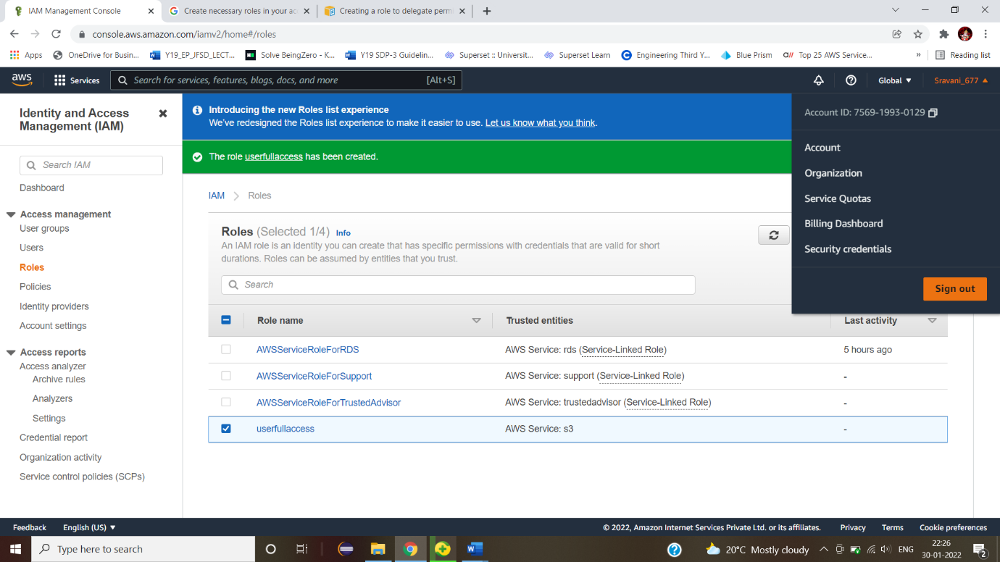 IAM Management Console
Create necessary roles in your ac
Creating a role to delegate perm
console.aws.amazon.com/iamv2/home#/roles
Apps
OneDrive for Busin...
Y19_EP_JFSD_LECT...
Solve BeingZero - K...
Y19 SDP-3 Guidelin...
Superset :: Universit...
Superset Learn
Engineering Third Y...
Blue Prism
Top 25 AWS Service...
»
Reading list
aws
Services
Search for services, features, blogs, docs, and more
[Alt+S]
Global
Sravani_677
Identity and Access
Management (IAM)
Search IAM
Dashboard
Access management
User groups
Users
Roles
Policies
Identity providers
Account settings
Access reports
Access analyzer
Archive rules
Analyzers
Settings
Credential report
Organization activity
Service control policies (SCPs)
Introducing the new Roles list experience
We've redesigned the Roles list experience to make it easier to use. Let us know what you think.
The role userfullaccess has been created.
IAM > Roles
Roles (Selected 1/4) Info
An IAM role is an identity you can create that has specific permissions with credentials that are valid for short
durations. Roles can be assumed by entities that you trust.
Search
Role name Trusted entities Last activity
AWSServiceRoleForRDS AWS Service: rds (Service-Linked Role) 5 hours ago
AWSServiceRoleForSupport AWS Service: support (Service-Linked Role) -
AWSServiceRoleForTrustedAdvisor AWS Service: trustedadvisor (Service-Linked Role) -
userfullaccess AWS Service: s3 -
Account ID: 7569-1993-0129
Account
Organization
Service Quotas
Billing Dashboard
Security credentials
Sign out
Feedback
English (US)
© 2022, Amazon Internet Services Private Ltd. or its affiliates.
Privacy
Terms
Cookie preferences
Type here to search
20°C Mostly cloudy
ENG
22:26
30-01-2022
2